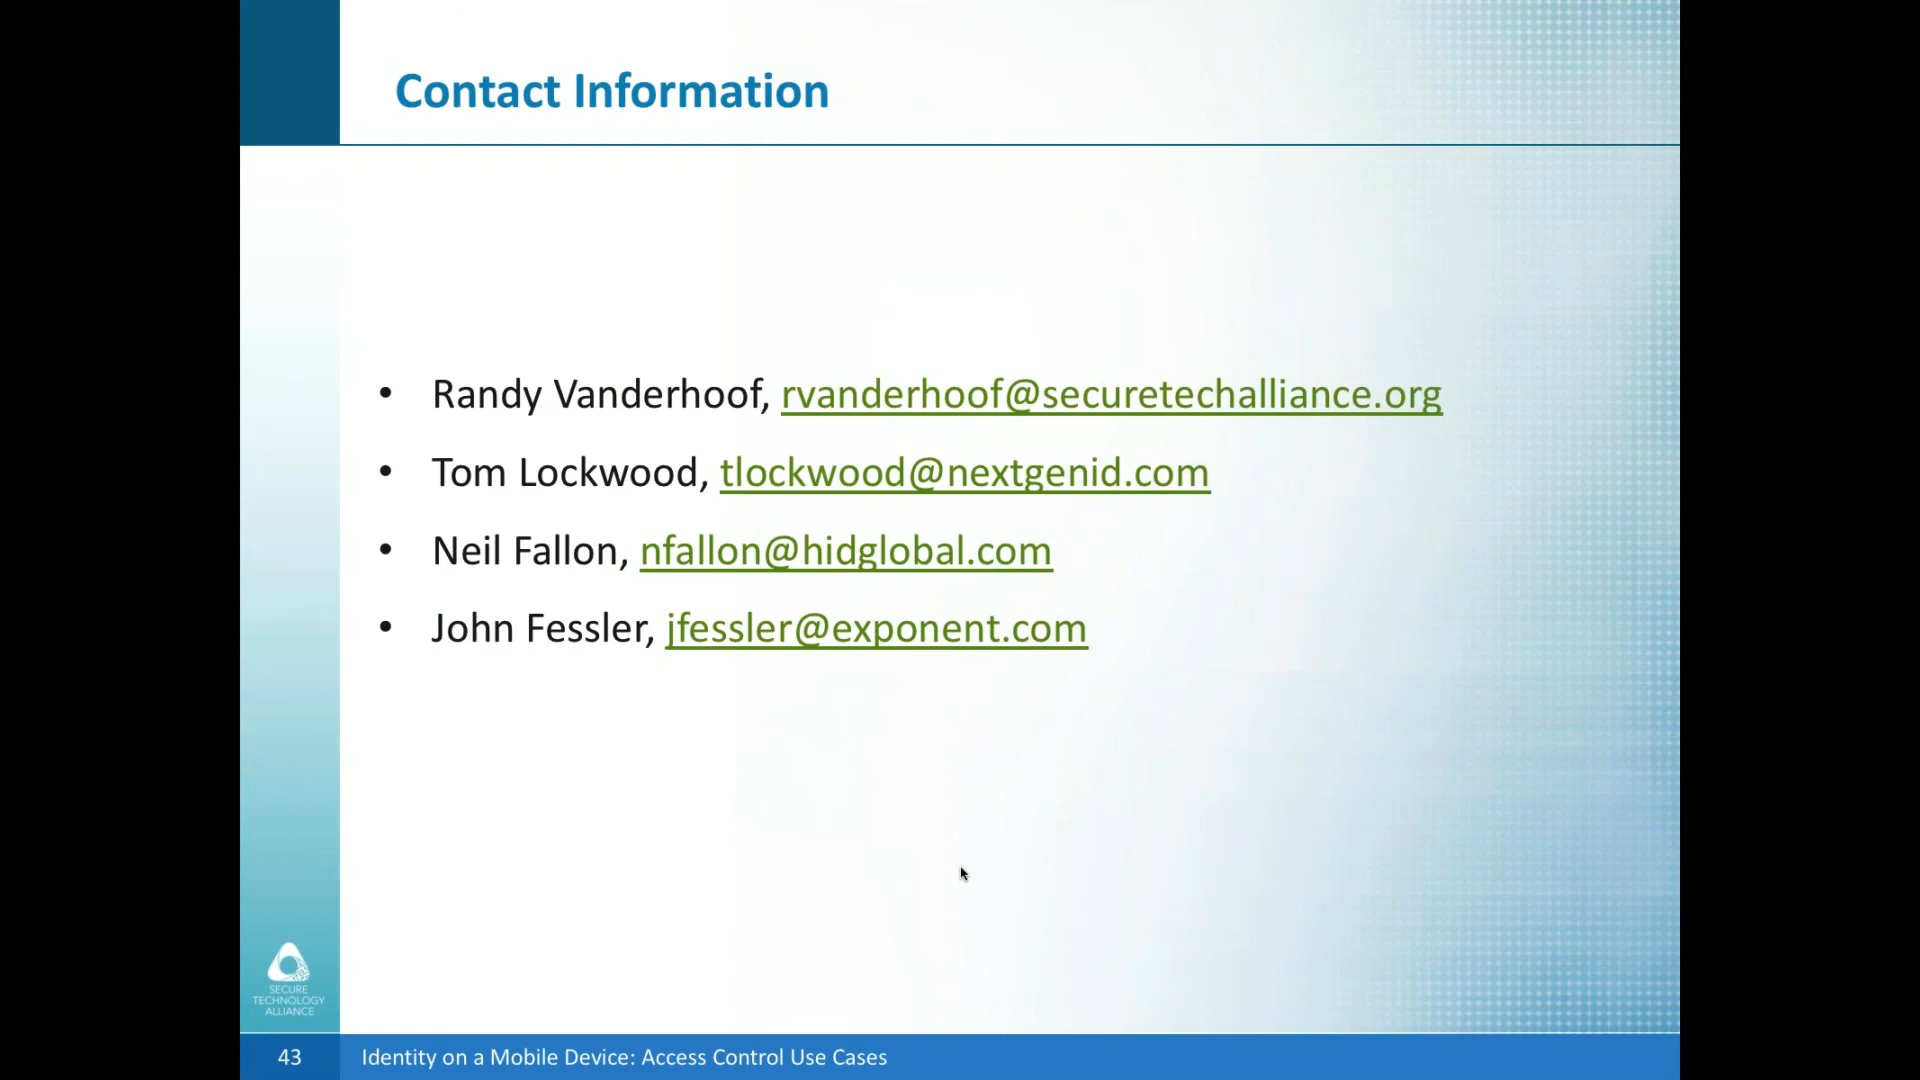 Contact Information
• Randy Vanderhoof, rvanderhoof@securetechalliance.org
• Tom Lockwood, tlockwood@nextgenid.com
• Neil Fallon, nfallon@hidglobal.com
• John Fessler, jfessler@exponent.com
SECURE
TECHNOLOGY
ALLIANCE
43 Identity on a Mobile Device: Access Control Use Cases